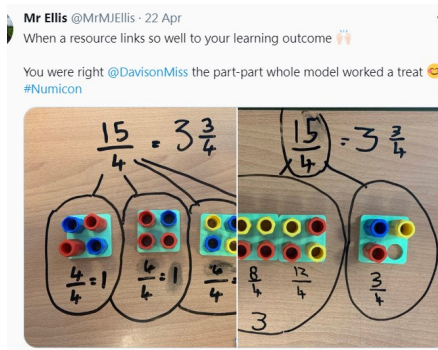 Mr Ellis @MrMJEllis · 22 Apr
When a resource links so well to your learning outcome 🙌🏻
You were right @DavisonMiss the part-part whole model worked a treat 😊
#Numicon
15/4 = 3 3/4
4/4 = 1
4/4 = 1
4/4 =
15/4 = 3 3/4
8/4
12/4
3
3/4